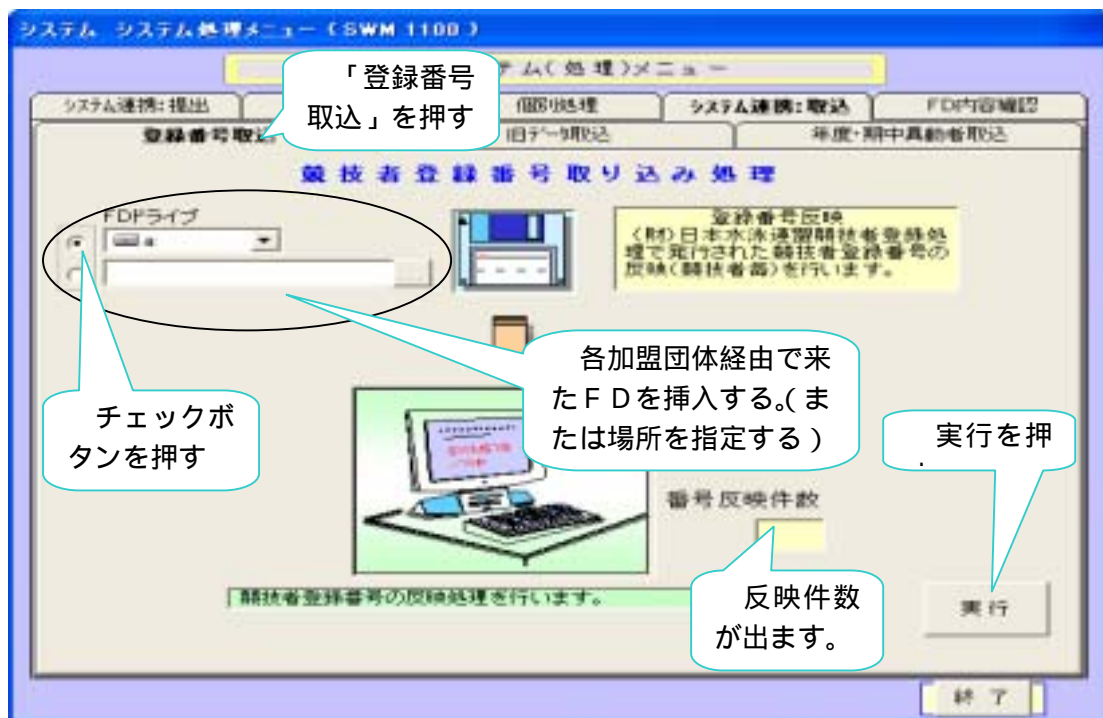 システム システム処理メニュー ( SWM 1100 )
テム( 処 理 )メニュー
「登録番号
取込」を押す
システム連携:提出
個別処理
システム連携:取込
FD内容確認
登録番号取込
旧データ取込
年度・期中異動者取込
競技者登録番号取り込み処理
FDドライブ
a:
登録番号反映
(財)日本水泳連盟競技者登録処
理で発行された競技者登録番号の
反映(競技者番)を行います。
各加盟団体経由で来
たFDを挿入する。(ま
たは場所を指定する)
チェックボ
タンを押す
実行を押
番号反映件数
反映件数
が出ます。
競技者登録番号の反映処理を行います。
実 行
終 了